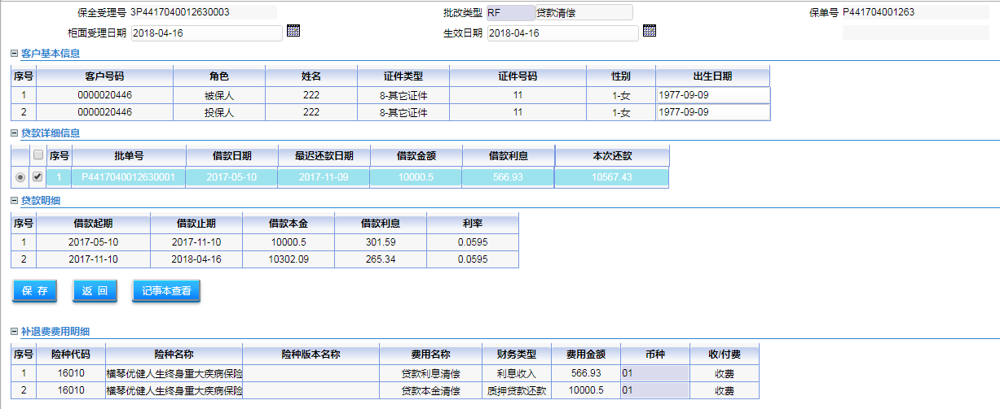 保全受理号 3P4417040012630003 批改类型 RF 贷款清偿 保单号 P441704001263
柜面受理日期 2018-04-16 生效日期 2018-04-16
客户基本信息
序号 客户号码 角色 姓名 证件类型 证件号码 性别 出生日期
1 0000020446 被保人 222 8-其它证件 11 1-女 1977-09-09
2 0000020446 投保人 222 8-其它证件 11 1-女 1977-09-09
贷款详细信息
序号 批单号 借款日期 最迟还款日期 借款金额 借款利息 本次还款
1 P4417040012630001 2017-05-10 2017-11-09 10000.5 566.93 10567.43
贷款明细
序号 借款起期 借款止期 借款本金 借款利息 利率
1 2017-05-10 2017-11-10 10000.5 301.59 0.0595
2 2017-11-10 2018-04-16 10302.09 265.34 0.0595
保 存 返 回 记事本查看
补退费费用明细
序号 险种代码 险种名称 险种版本名称 费用名称 财务类型 费用金额 币种 收/付费
1 16010 横琴优健人生终身重大疾病保险 贷款利息清偿 利息收入 566.93 01 收费
2 16010 横琴优健人生终身重大疾病保险 贷款本金清偿 质押贷款还款 10000.5 01 收费